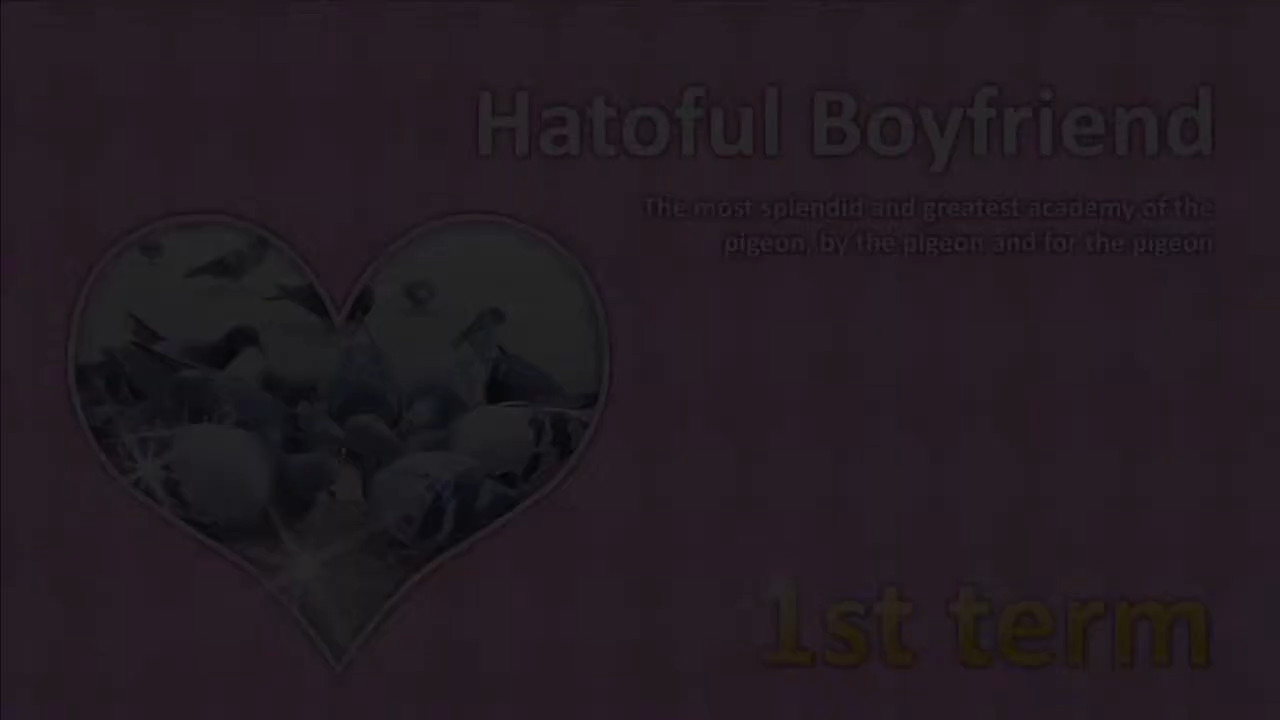 Hatoful Boyfriend
The most splendid and greatest academy of the
pigeon, by the pigeon and for the pigeon
1st term